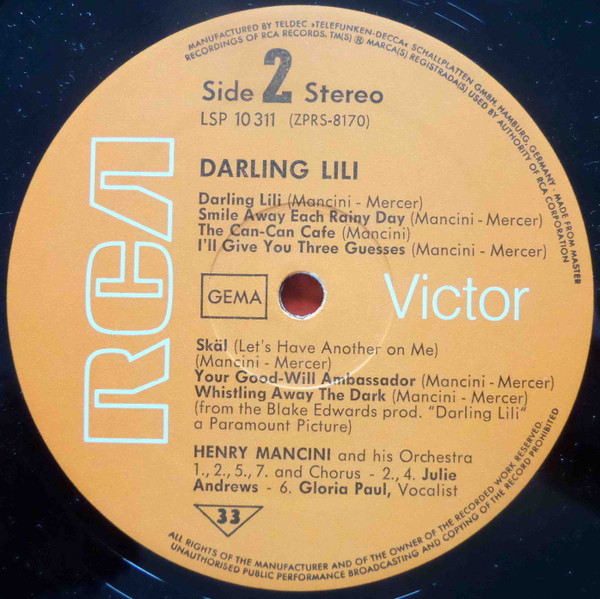 MANUFACTURED BY TELDEC »TELEFUNKEN-DECCA« SCHALLPLATTEN GMBH, HAMBURG, GERMANY · MADE FROM MASTER
RECORDINGS OF RCA RECORDS. TM(S) ® MARCA(S) REGISTRADA(S) USED BY AUTHORITY OF RCA CORPORATION
Side 2 Stereo
LSP 10311 (ZPRS-8170)
RCA
DARLING LILI
Darling Lili (Mancini - Mercer)
Smile Away Each Rainy Day (Mancini - Mercer)
The Can-Can Cafe (Mancini)
I'll Give You Three Guesses (Mancini - Mercer)
GEMA
Victor
Skäl (Let's Have Another on Me)
(Mancini - Mercer)
Your Good-Will Ambassador (Mancini - Mercer)
Whistling Away The Dark (Mancini - Mercer)
(from the Blake Edwards prod. "Darling Lili"
a Paramount Picture)
HENRY MANCINI and his Orchestra
1., 2., 5., 7. and Chorus - 2., 4. Julie
Andrews - 6. Gloria Paul, Vocalist
33
ALL RIGHTS OF THE MANUFACTURER AND OF THE OWNER OF THE RECORDED WORK RESERVED.
UNAUTHORISED PUBLIC PERFORMANCE BROADCASTING AND COPYING OF THE RECORD PROHIBITED